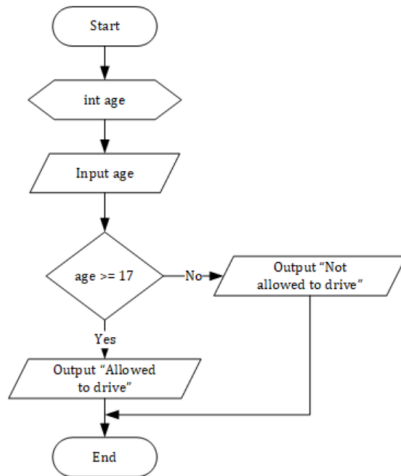 Start
int age
Input age
age >= 17
No
Output “Not
allowed to drive”
Yes
Output “Allowed
to drive”
End